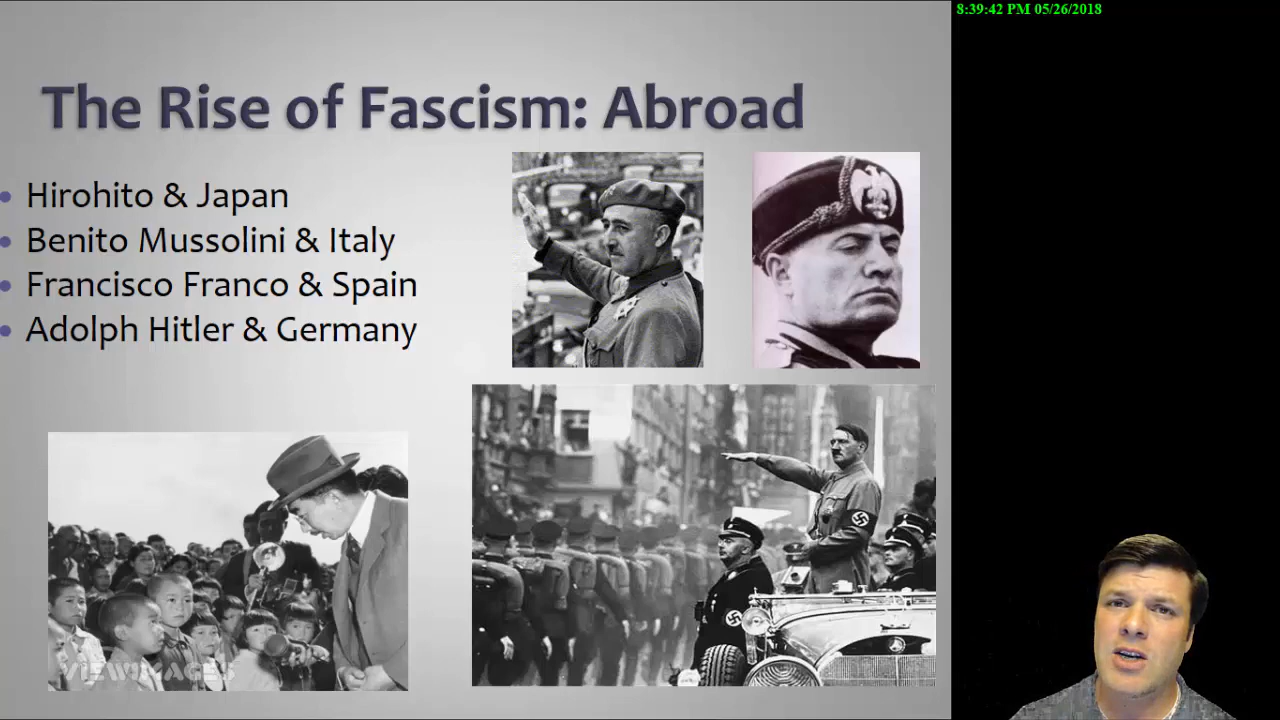 8:39:42 PM 05/26/2018
The Rise of Fascism: Abroad
• Hirohito & Japan
• Benito Mussolini & Italy
• Francisco Franco & Spain
• Adolph Hitler & Germany
VIEWIMAGES